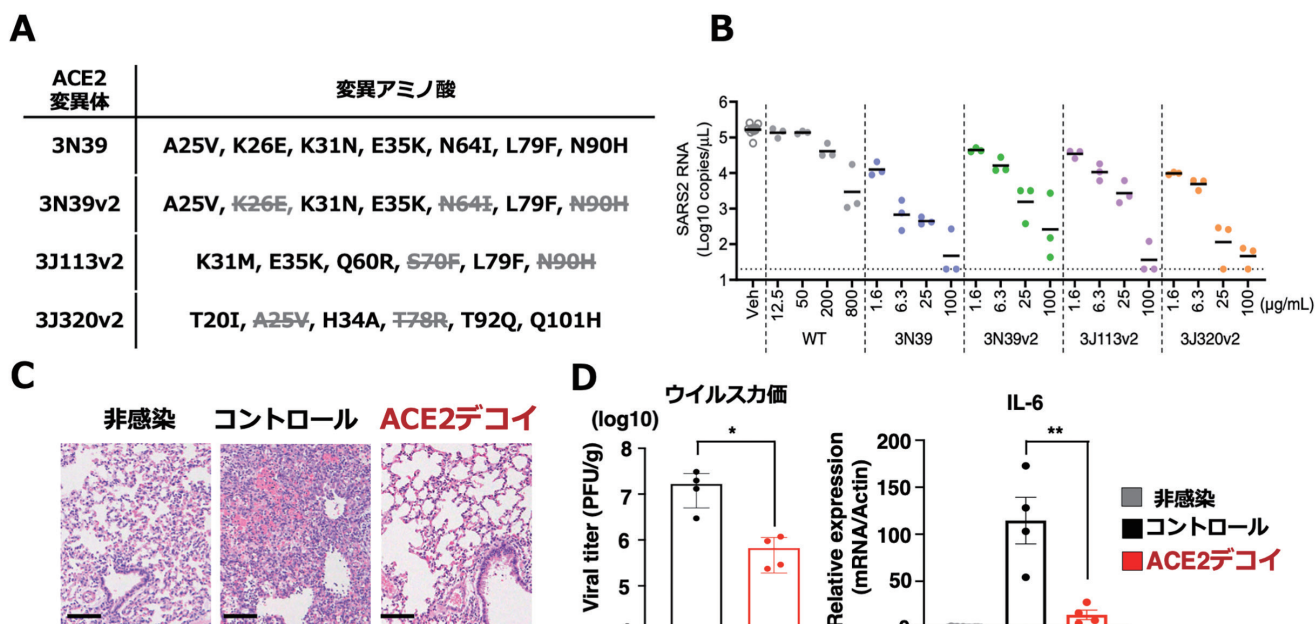 A
ACE2
変異体
変異アミノ酸
3N39
A25V, K26E, K31N, E35K, N64I, L79F, N90H
3N39v2
A25V, K26E, K31N, E35K, N64I, L79F, N90H
3J113v2
K31M, E35K, Q60R, S70F, L79F, N90H
3J320v2
T20I, A25V, H34A, T78R, T92Q, Q101H
B
SARS2 RNA
(Log10 copies/μL)
6
5
4
3
2
1
Veh 12.5 50 200 800 1.6 6.3 25 100 1.6 6.3 25 100 1.6 6.3 25 100 1.6 6.3 25 100 (μg/mL)
WT 3N39 3N39v2 3J113v2 3J320v2
C
非感染 コントロール ACE2デコイ
D
ウイルス力価
(log10)
Viral titer (PFU/g)
8
7
6
5
*
IL-6
Relative expression
(mRNA/Actin)
200
150
100
50
**
非感染
コントロール
ACE2デコイ